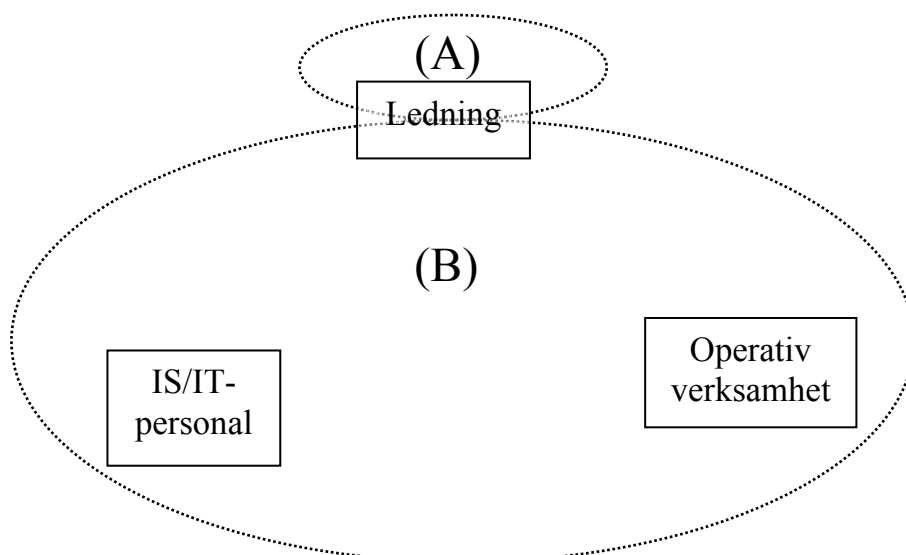 (A)
Ledning
(B)
IS/IT-
personal
Operativ
verksamhet